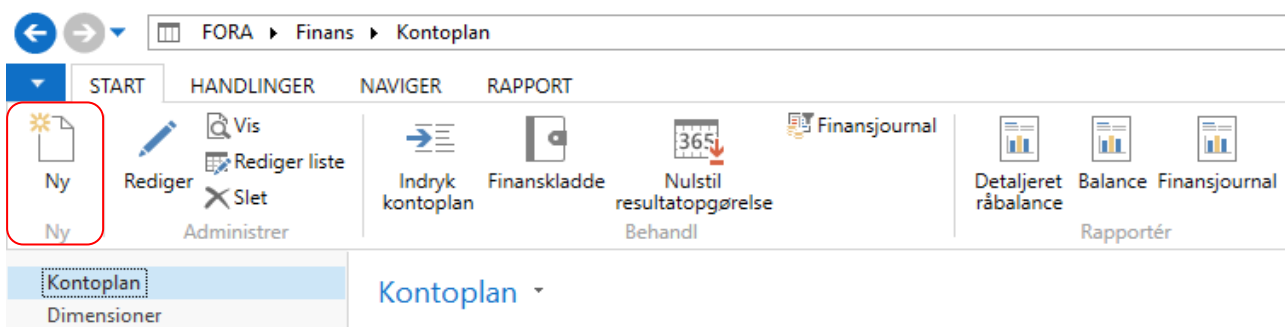 FORA ▸ Finans ▸ Kontoplan
START HANDLINGER NAVIGER RAPPORT
Ny
Ny
Rediger
Vis
Rediger liste
Slet
Administrer
Indryk
kontoplan
Finanskladde
365
Nulstil
resultatopgørelse
Finansjournal
Behandl
Detaljeret
råbalance
Balance
Finansjournal
Rapportér
Kontoplan
Dimensioner
Kontoplan